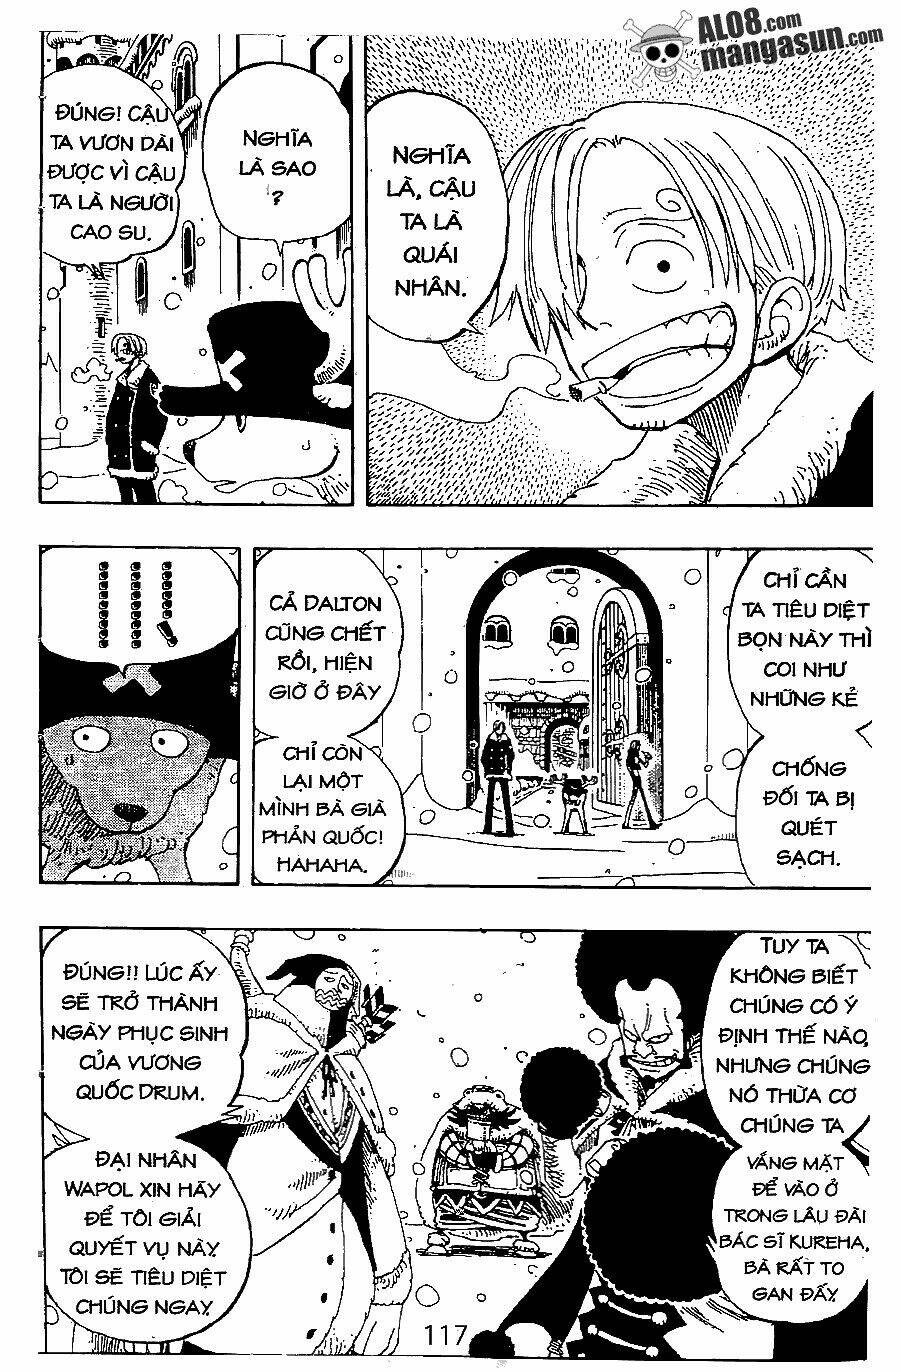 ALO8.com
mangasun.com
ĐÚNG! CẬU
TA VƯƠN DÀI
ĐƯỢC VÌ CẬU
TA LÀ NGƯỜI
CAO SU.
NGHĨA
LÀ SAO
?
NGHĨA
LÀ, CẬU
TA LÀ
QUÁI
NHÂN.
!!!
CẢ DALTON
CŨNG CHẾT
RỒI, HIỆN
GIỜ Ở ĐÂY
CHỈ CÒN
LẠI MỘT
MÌNH BÀ GIÀ
PHẢN QUỐC!
HAHAHA.
CHỈ CẦN
TA TIÊU DIỆT
BỌN NÀY THÌ
COI NHƯ
NHỮNG KẺ
CHỐNG
ĐỐI TA BỊ
QUÉT
SẠCH.
ĐÚNG!! LÚC ẤY
SẼ TRỞ THÀNH
NGÀY PHỤC SINH
CỦA VƯƠNG
QUỐC DRUM.
ĐẠI NHÂN
WAPOL XIN HÃY
ĐỂ TÔI GIẢI
QUYẾT VỤ NÀY.
TÔI SẼ TIÊU DIỆT
CHÚNG NGAY.
TUY TA
KHÔNG BIẾT
CHÚNG CÓ Ý
ĐỊNH THẾ NÀO,
NHƯNG CHÚNG
NÓ THỪA CƠ
CHÚNG TA
VẮNG MẶT
ĐỂ VÀO Ở
TRONG LÂU ĐÀI
BÁC SĨ KUREHA,
BÀ RẤT TO
GAN ĐẤY.
117